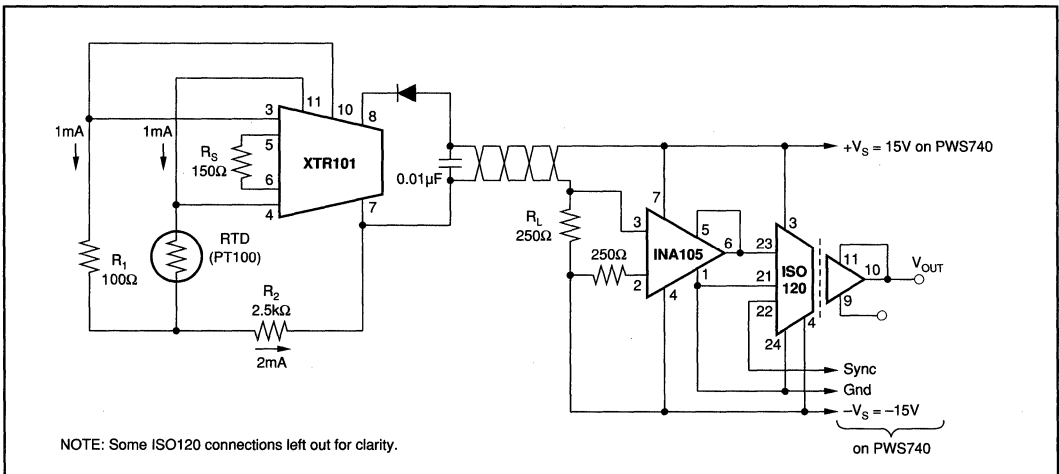 11
10
8
3
1mA
1mA
5
R_S
150Ω
XTR101
6
4
7
0.01µF
+V_S = 15V on PWS740
RTD
(PT100)
R_1
100Ω
R_2
2.5kΩ
2mA
R_L
250Ω
250Ω
7
3
5
INA105
6
2
1
4
3
23
21
ISO
120
22
24
4
11
10
9
V_OUT
Sync
Gnd
–V_S = –15V
on PWS740
NOTE: Some ISO120 connections left out for clarity.